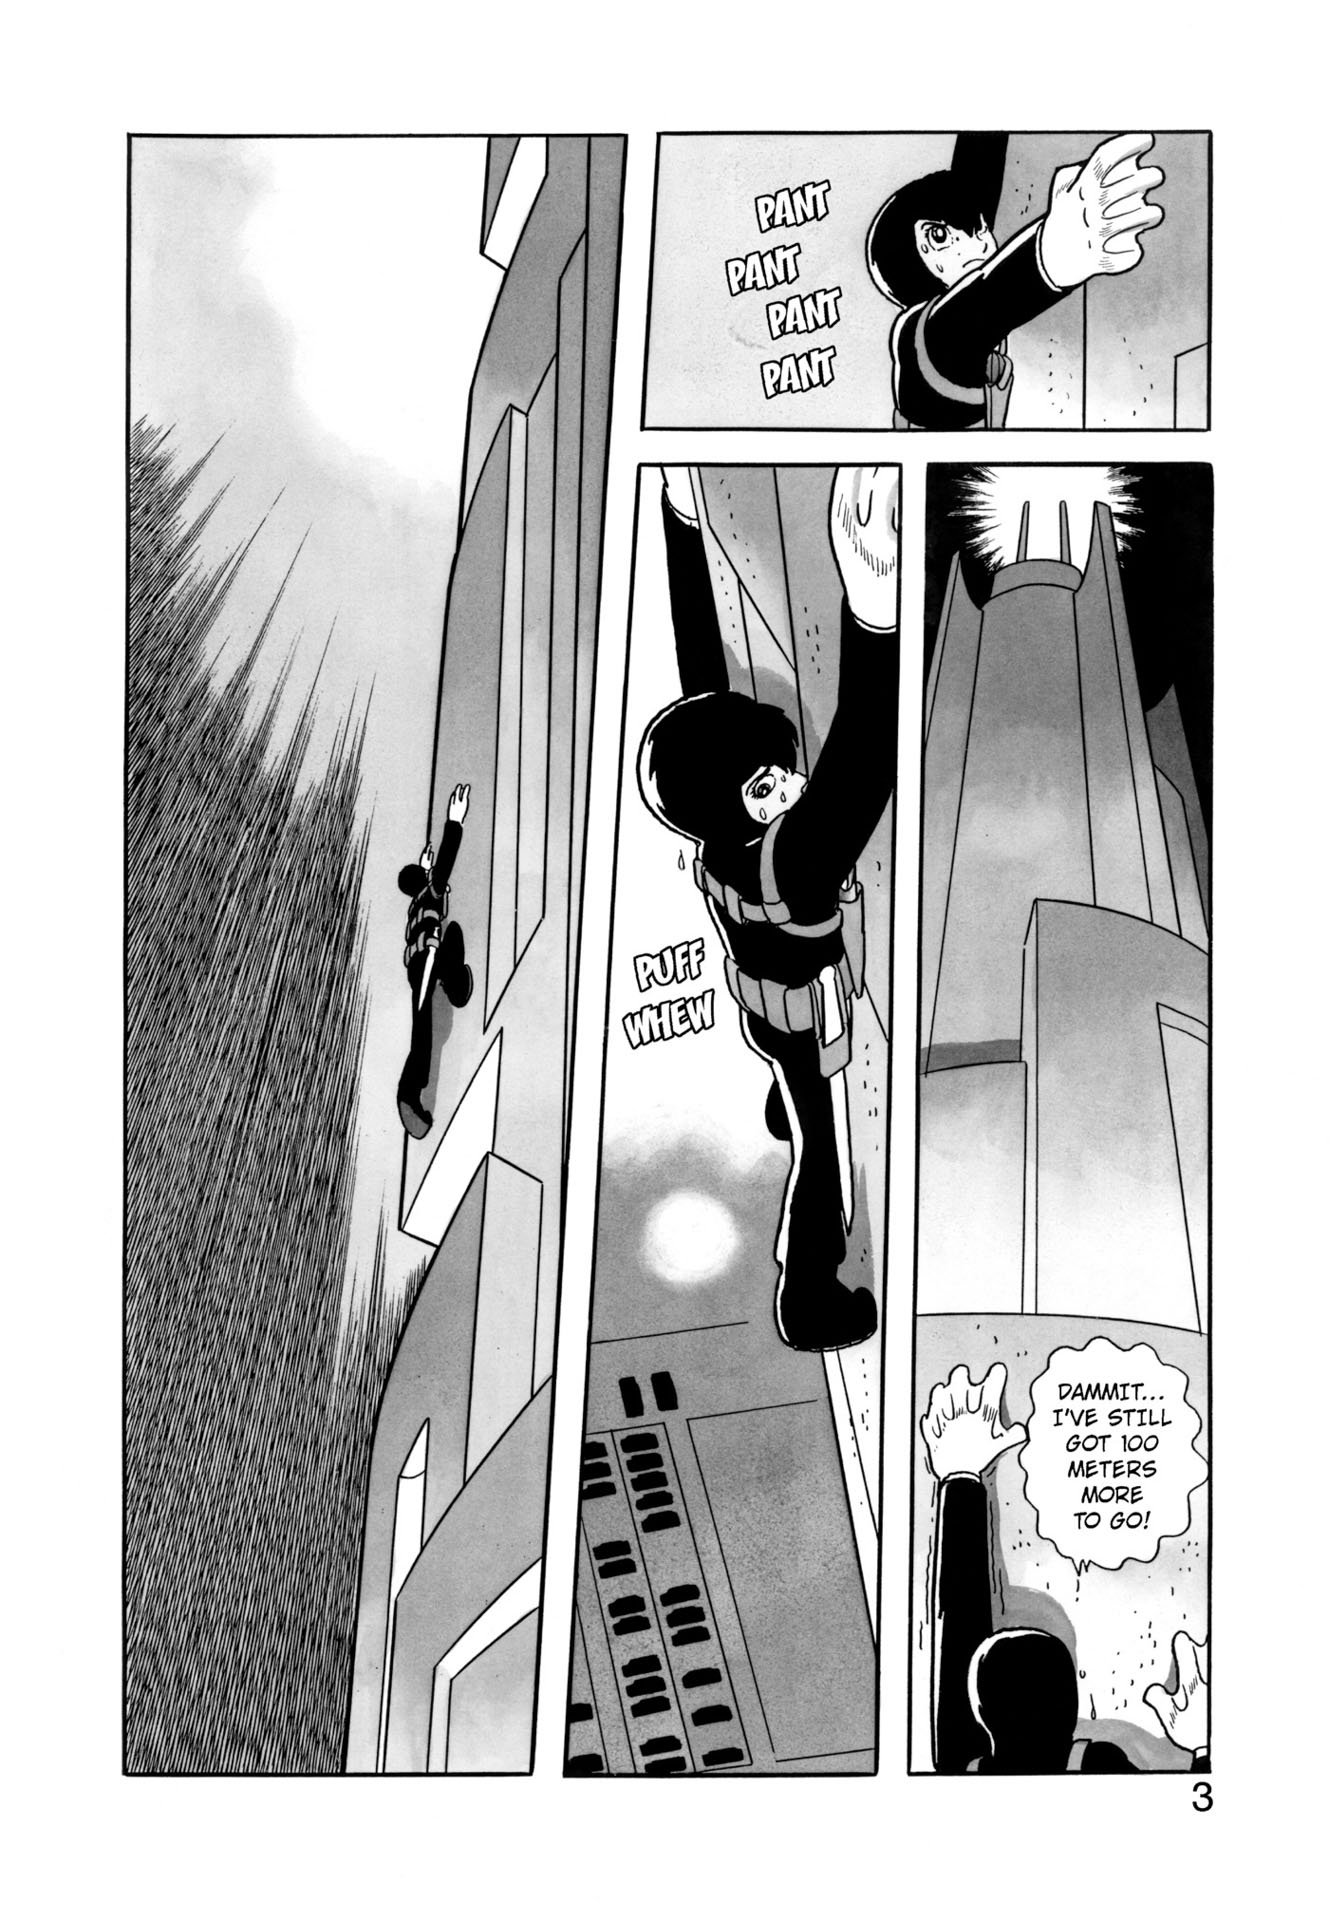 PANT
PANT
PANT
PANT
DAMMIT...
I'VE STILL
GOT 100
METERS
MORE
TO GO!
PUFF
WHEW
3